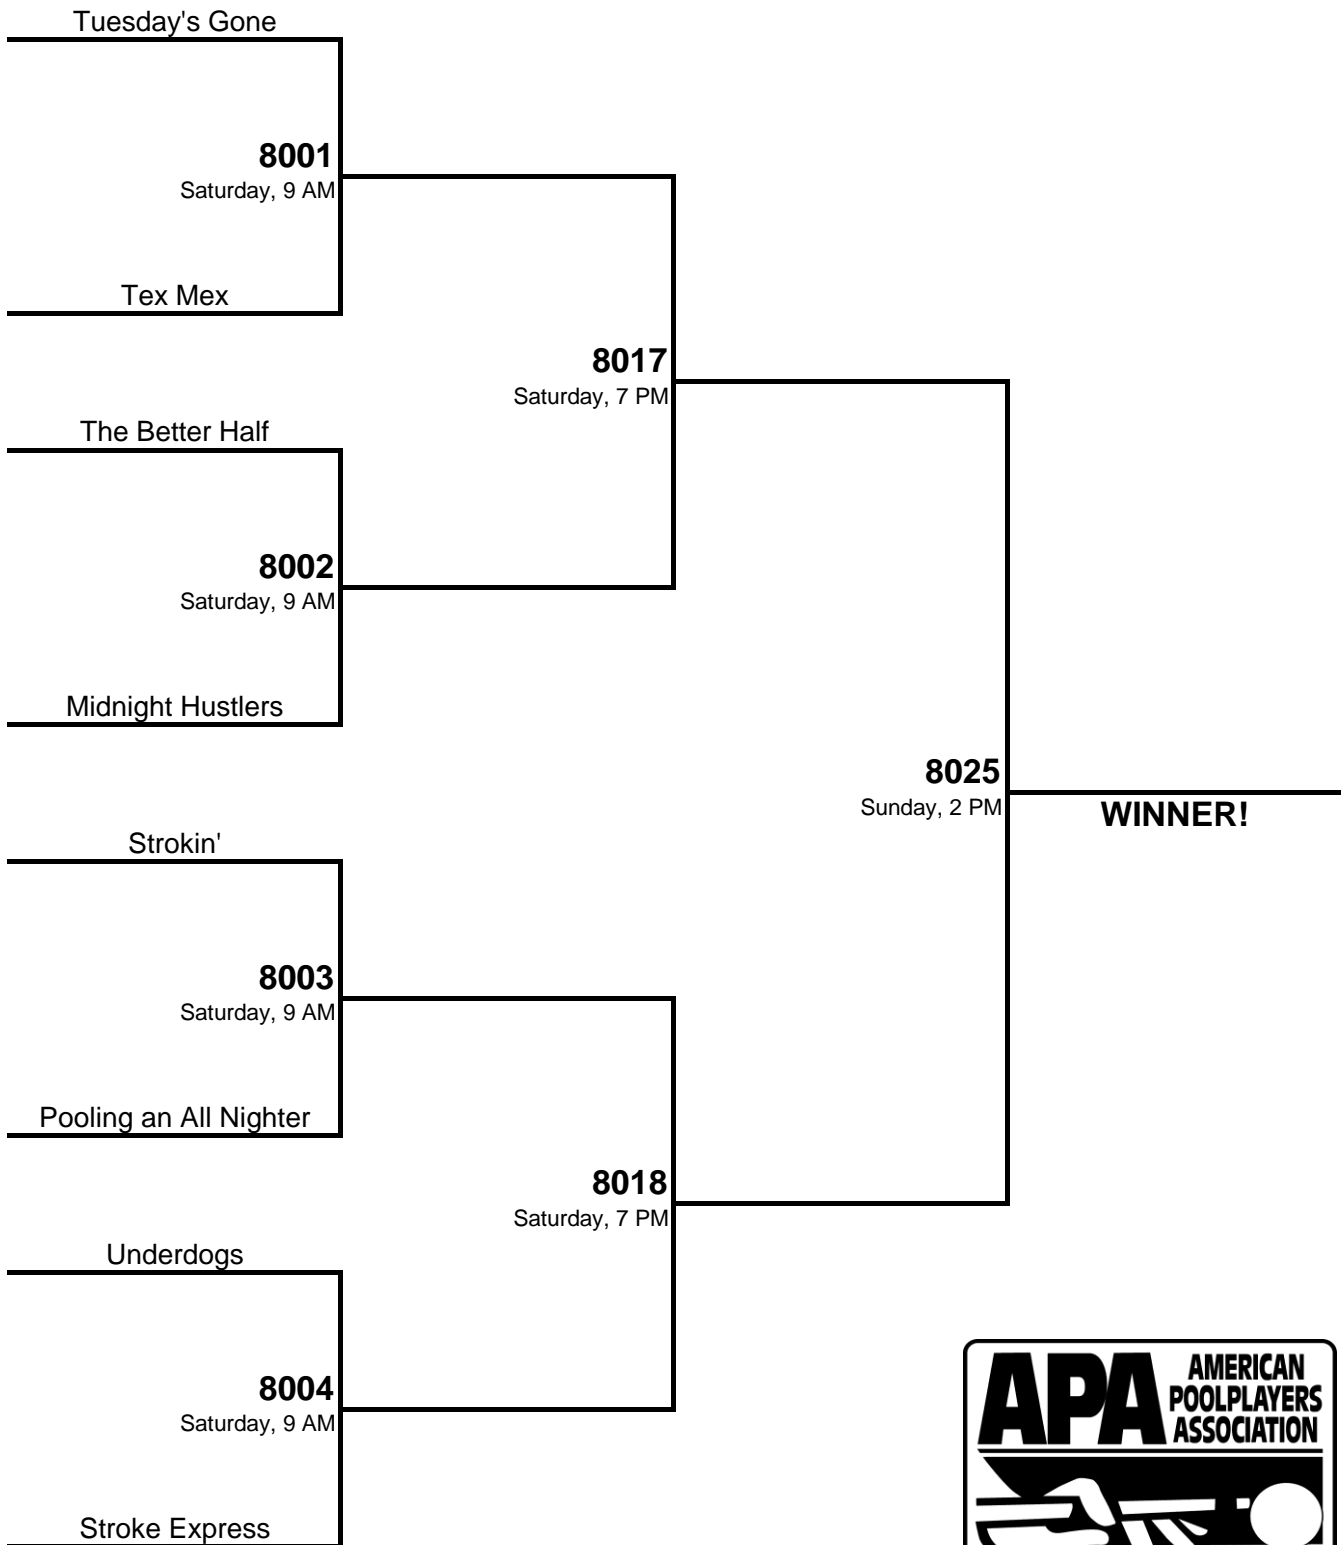 Tuesday's Gone
8001
Saturday, 9 AM
Tex Mex
8017
Saturday, 7 PM
The Better Half
8002
Saturday, 9 AM
Midnight Hustlers
8025
Sunday, 2 PM
WINNER!
Strokin'
8003
Saturday, 9 AM
Pooling an All Nighter
8018
Saturday, 7 PM
Underdogs
8004
Saturday, 9 AM
Stroke Express
APA
AMERICAN
POOLPLAYERS
ASSOCIATION